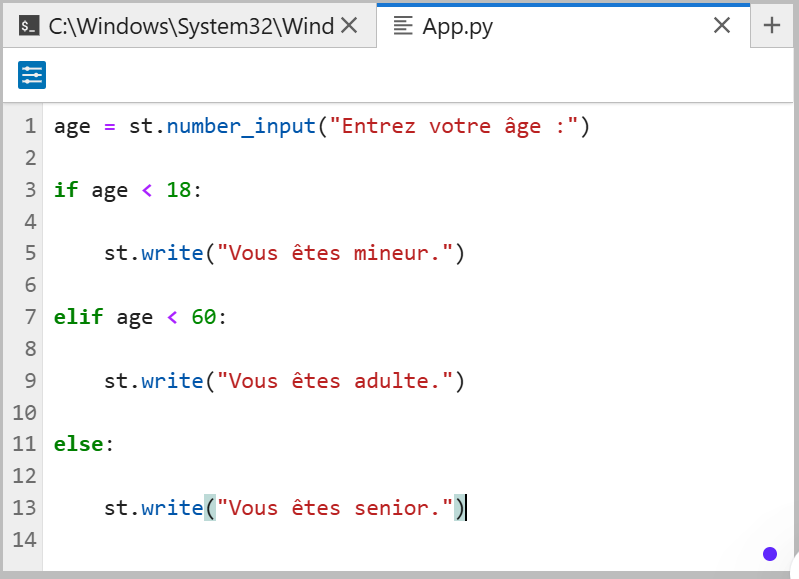 C:\Windows\System32\Wind
App.py
1 age = st.number_input("Entrez votre âge :")
2
3 if age < 18:
4
5     st.write("Vous êtes mineur.")
6
7 elif age < 60:
8
9     st.write("Vous êtes adulte.")
10
11 else:
12
13     st.write("Vous êtes senior.")
14